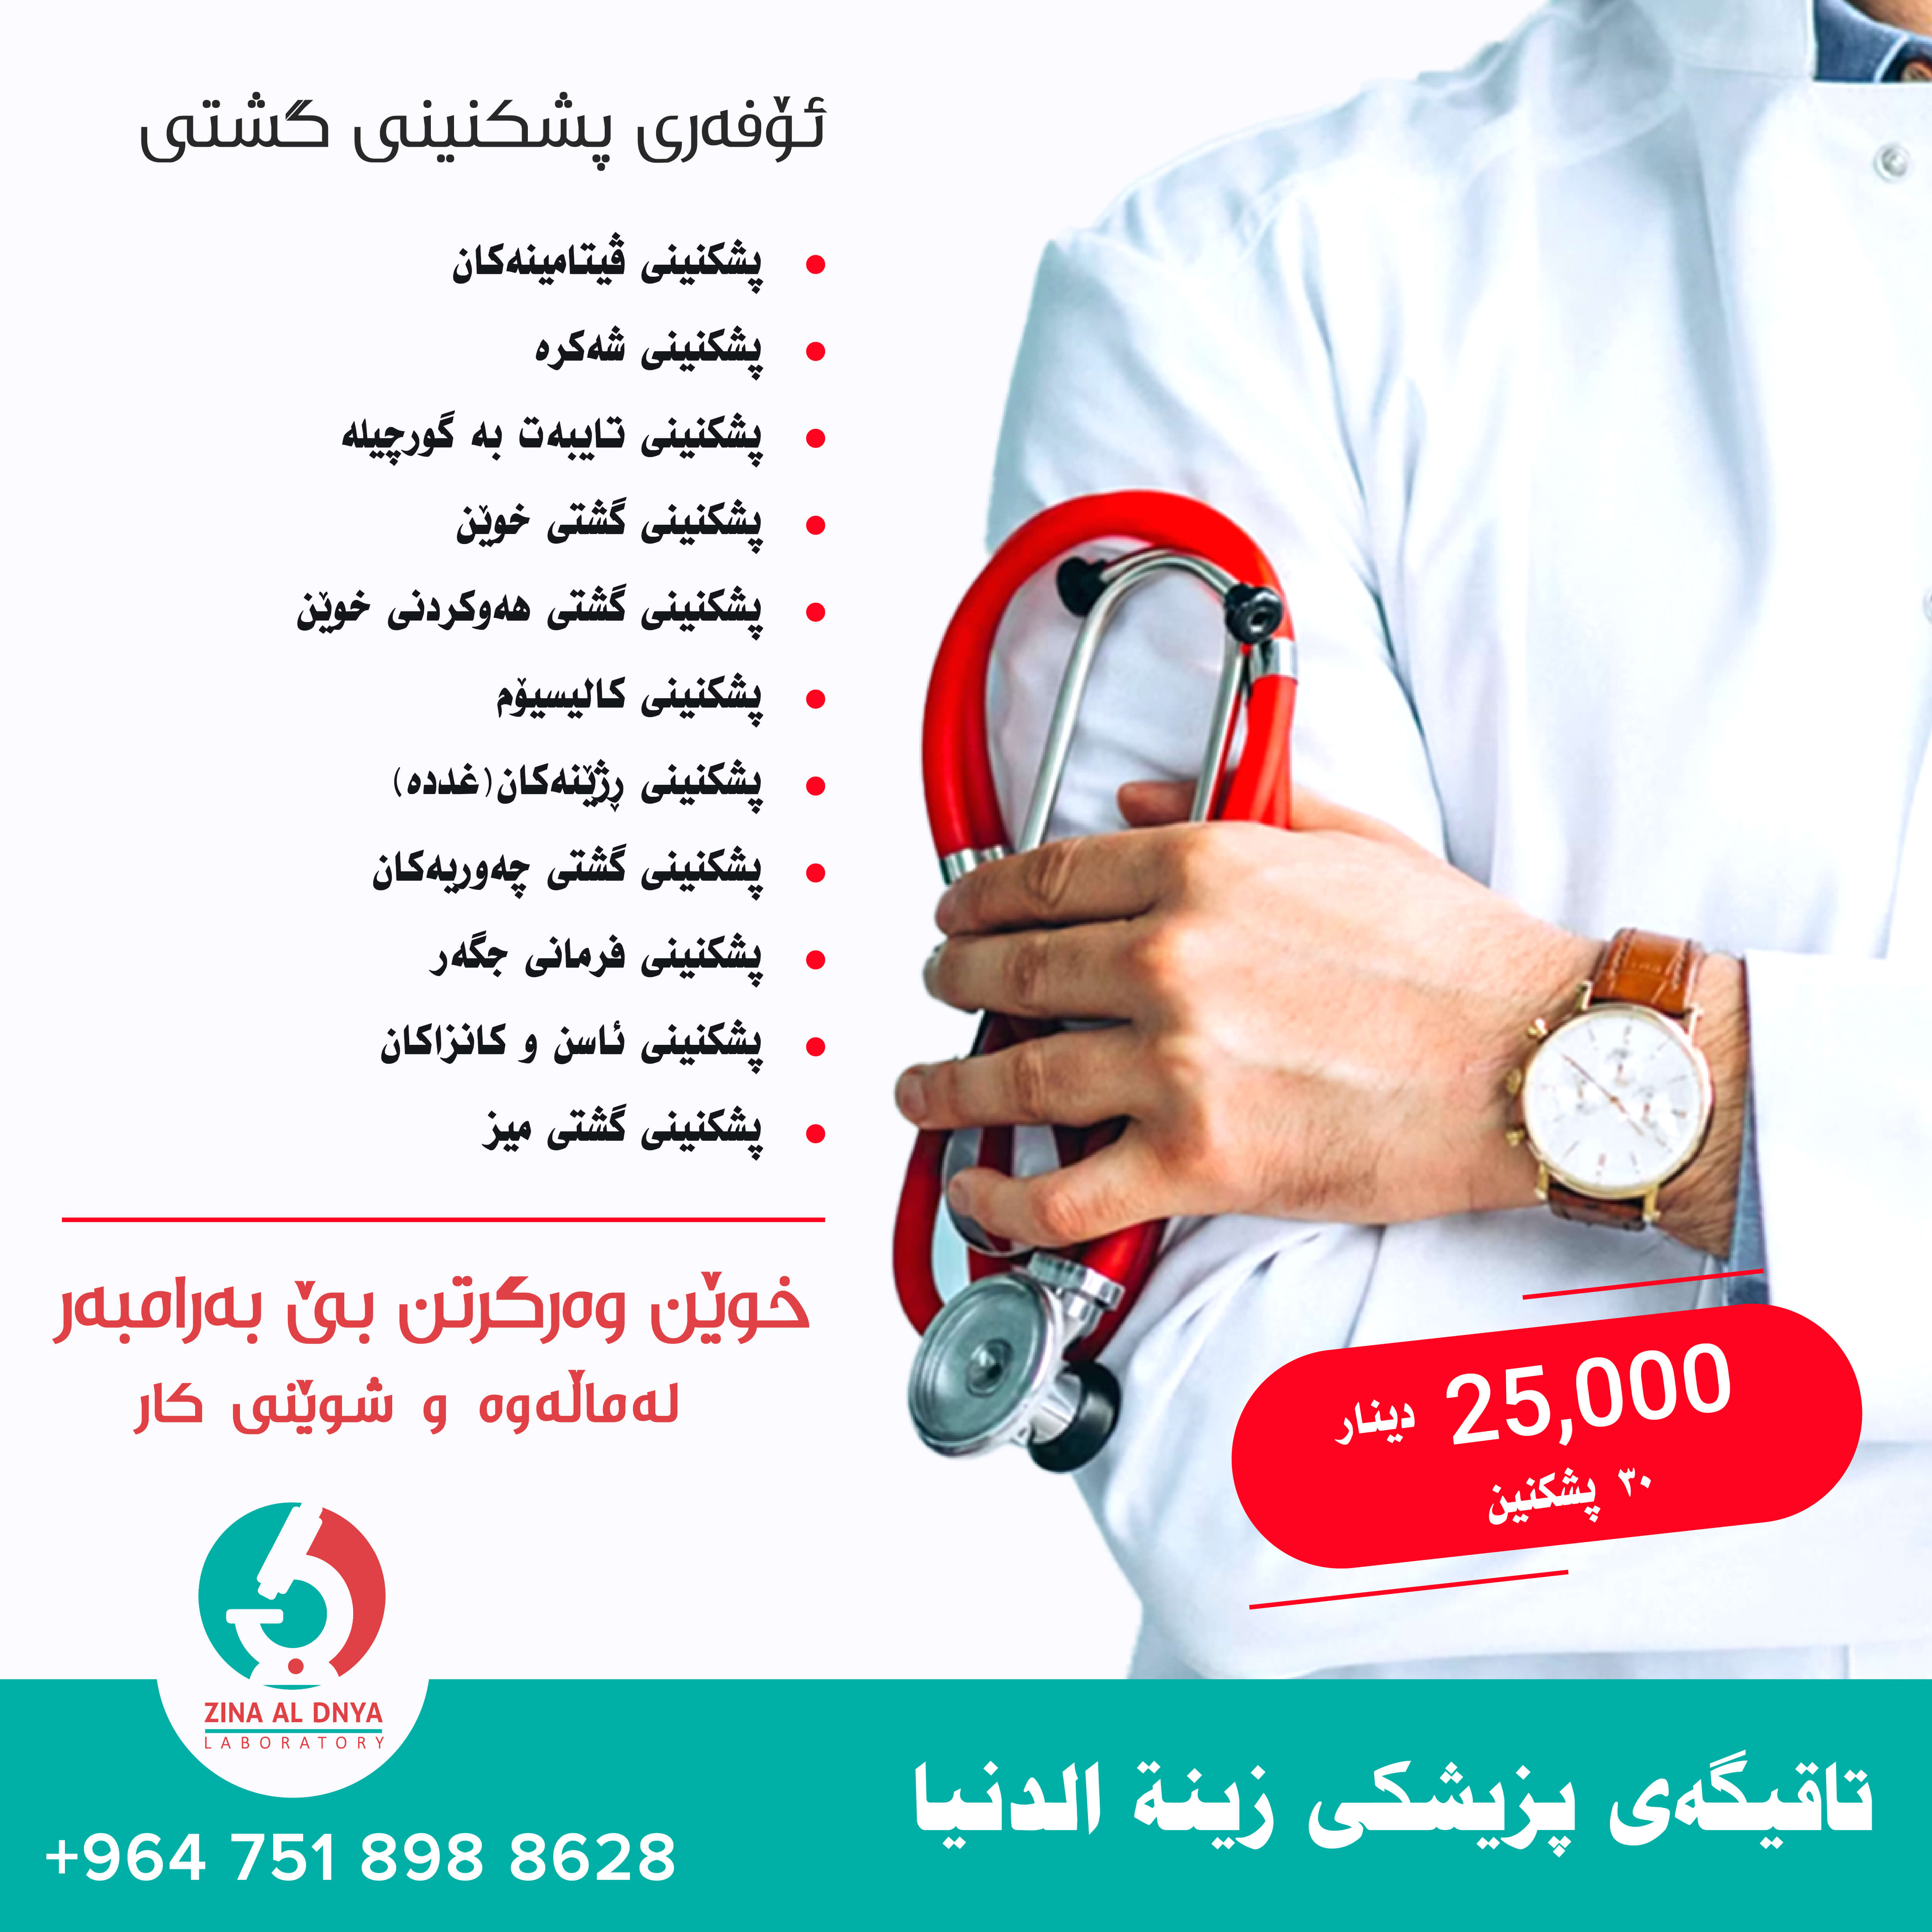 ئۆفەری پشکنینی گشتی
پشکنینی ڤیتامینەکان
پشکنینی شەکرە
پشکنینی تایبەت بە گورچیلە
پشکنینی گشتی خوێن
پشکنینی گشتی هەوکردنی خوێن
پشکنینی کالیسیۆم
پشکنینی ڕژێنەکان(غددە)
پشکنینی گشتی چەوریەکان
پشکنینی فرمانی جگەر
پشکنینی ئاسن و کانزاکان
پشکنینی گشتی میز
خوێن وەرگرتن بێ بەرامبەر
لەماڵەوە و شوێنی کار
25,000 دینار
٣٠ پشکنین
ZINA AL DNYA
LABORATORY
تاقیگەی پزیشکی زینة الدنیا
+964 751 898 8628